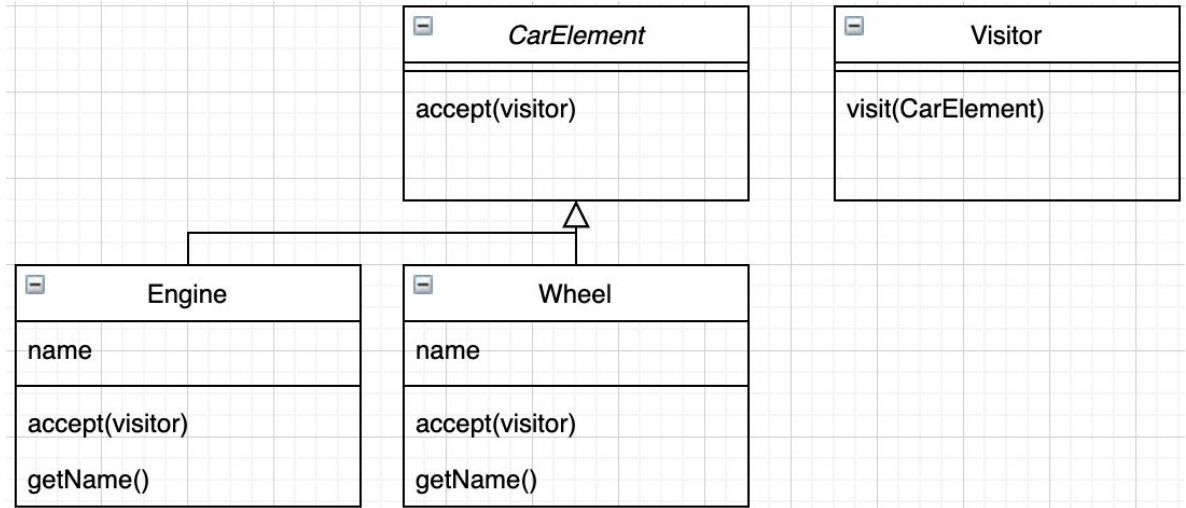 CarElement
accept(visitor)
Visitor
visit(CarElement)
Engine
name
accept(visitor)
getName()
Wheel
name
accept(visitor)
getName()